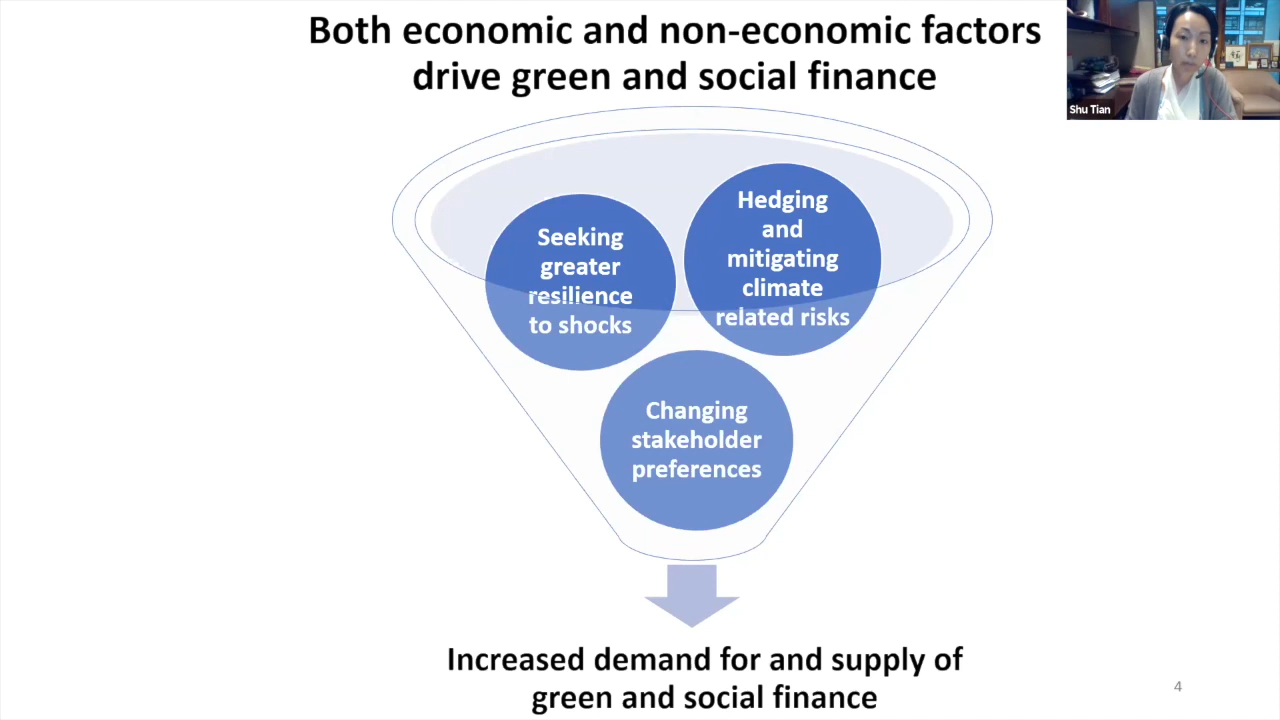 Both economic and non-economic factors
drive green and social finance
Shu Tian
Seeking
greater
resilience
to shocks
Hedging
and
mitigating
climate
related risks
Changing
stakeholder
preferences
Increased demand for and supply of
green and social finance
4